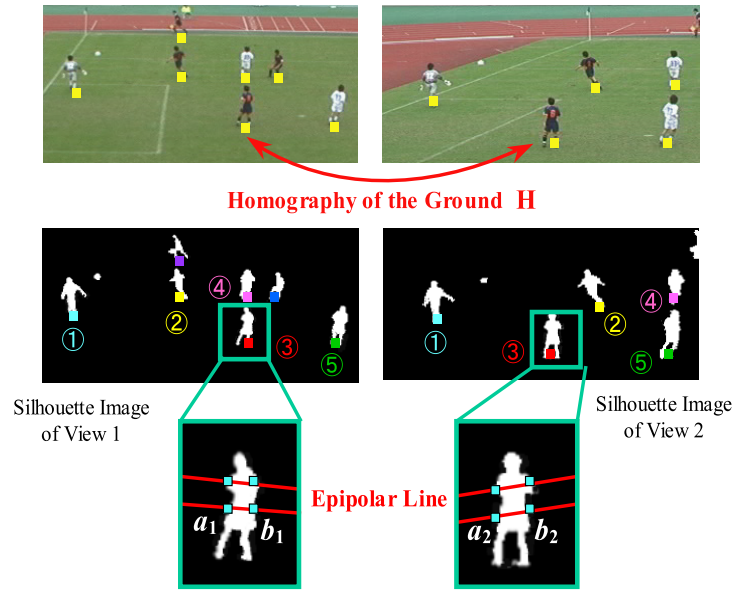 Homography of the Ground H
④
②
①
③
⑤
①
③
②
④
⑤
Silhouette Image
of View 1
Silhouette Image
of View 2
Epipolar Line
a1
b1
a2
b2